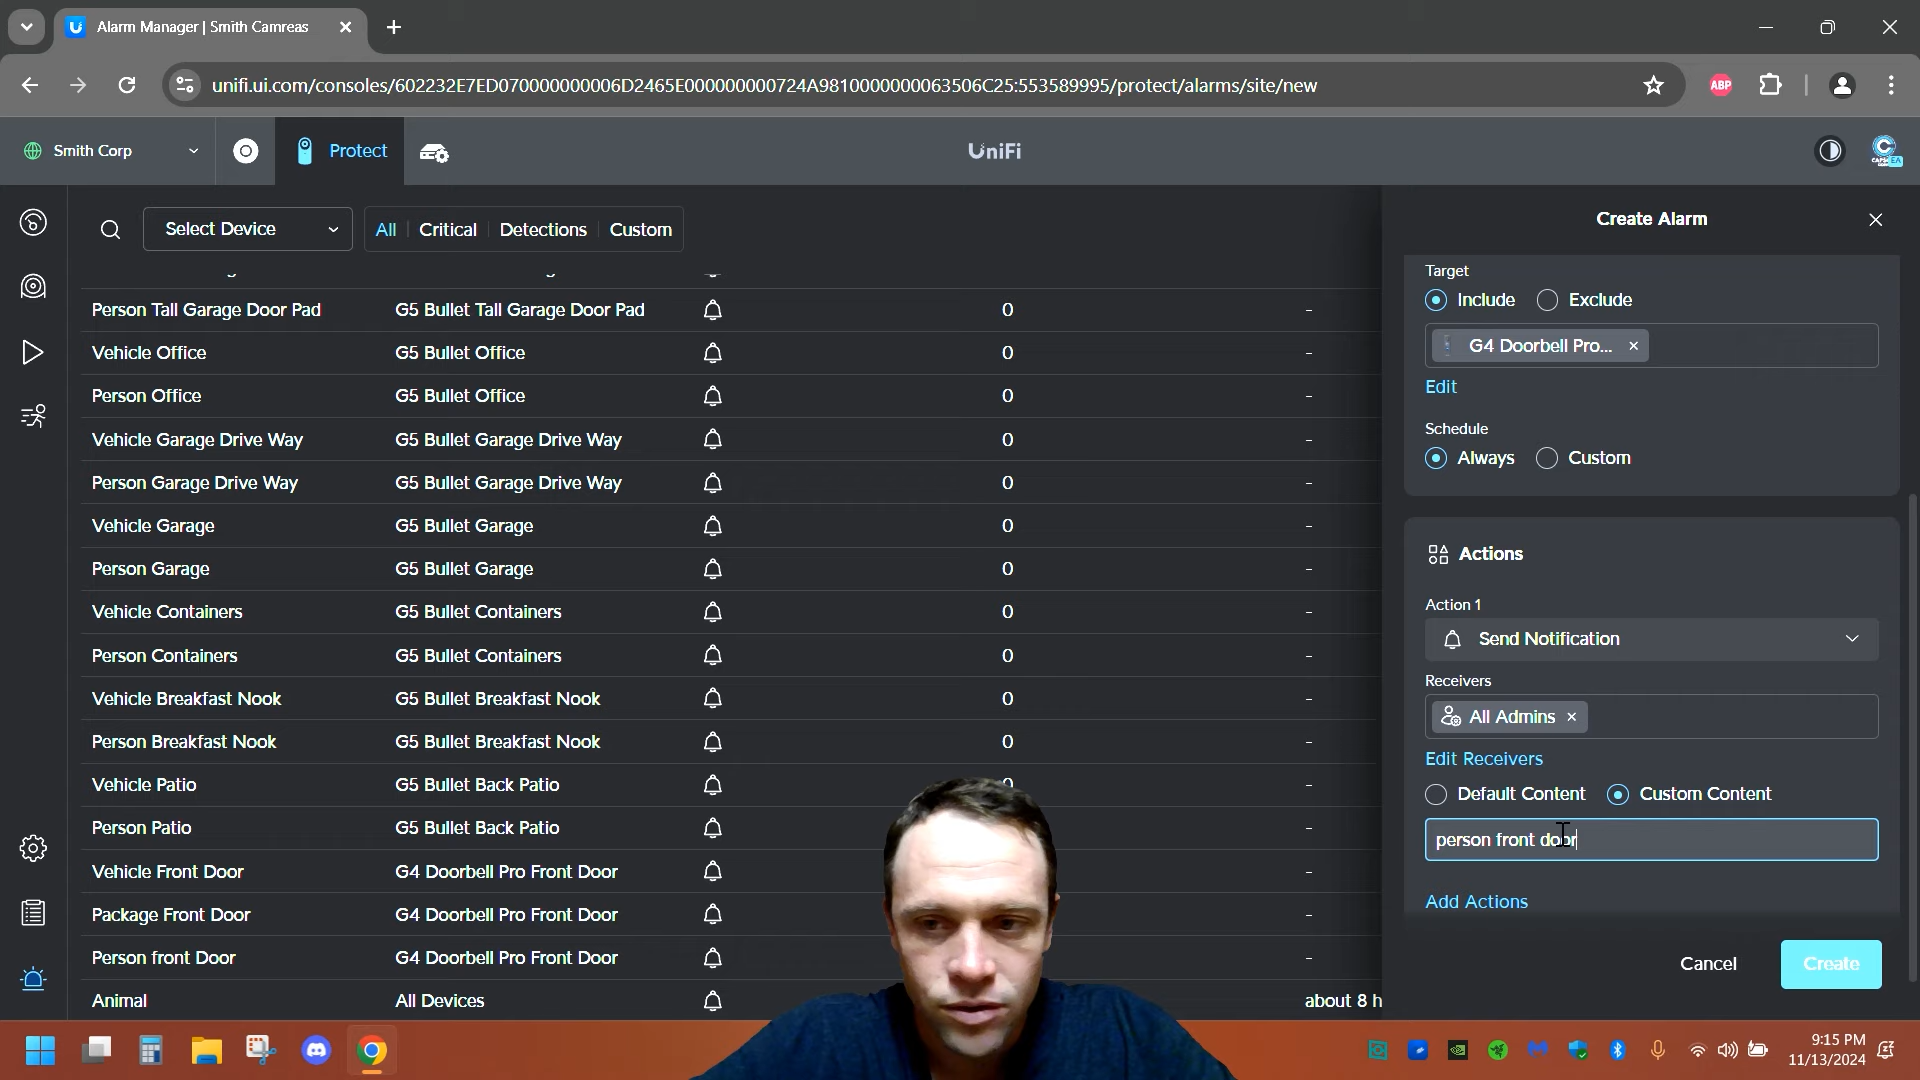 Alarm Manager | Smith Camreas
unifi.ui.com/consoles/602232E7ED070000000006D2465E000000000724A9810000000063506C25:553589995/protect/alarms/site/new
ABP
Smith Corp
Protect
UniFi
EA
Select Device
All
Critical
Detections
Custom
Create Alarm
Person Tall Garage Door Pad G5 Bullet Tall Garage Door Pad 0 -
Vehicle Office G5 Bullet Office 0 -
Person Office G5 Bullet Office 0 -
Vehicle Garage Drive Way G5 Bullet Garage Drive Way 0 -
Person Garage Drive Way G5 Bullet Garage Drive Way 0 -
Vehicle Garage G5 Bullet Garage 0 -
Person Garage G5 Bullet Garage 0 -
Vehicle Containers G5 Bullet Containers 0 -
Person Containers G5 Bullet Containers 0 -
Vehicle Breakfast Nook G5 Bullet Breakfast Nook 0 -
Person Breakfast Nook G5 Bullet Breakfast Nook 0 -
Vehicle Patio G5 Bullet Back Patio 0 -
Person Patio G5 Bullet Back Patio -
Vehicle Front Door G4 Doorbell Pro Front Door -
Package Front Door G4 Doorbell Pro Front Door -
Person front Door G4 Doorbell Pro Front Door -
Animal All Devices about 8 h
Target
Include Exclude
G4 Doorbell Pro...
Edit
Schedule
Always Custom
Actions
Action 1
Send Notification
Receivers
All Admins
Edit Receivers
Default Content Custom Content
person front door
Add Actions
Cancel Create
9:15 PM
11/13/2024